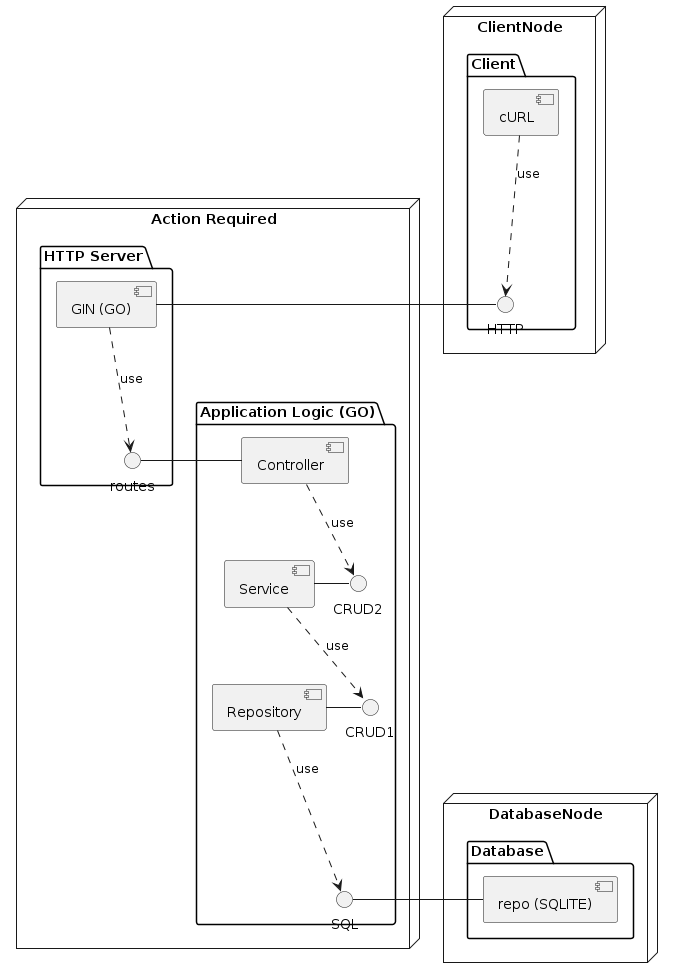 ClientNode
Client
cURL
use
Action Required
HTTP Server
GIN (GO)
HTTP
use
Application Logic (GO)
Controller
routes
use
Service
CRUD2
use
Repository
CRUD1
use
DatabaseNode
Database
repo (SQLITE)
SQL